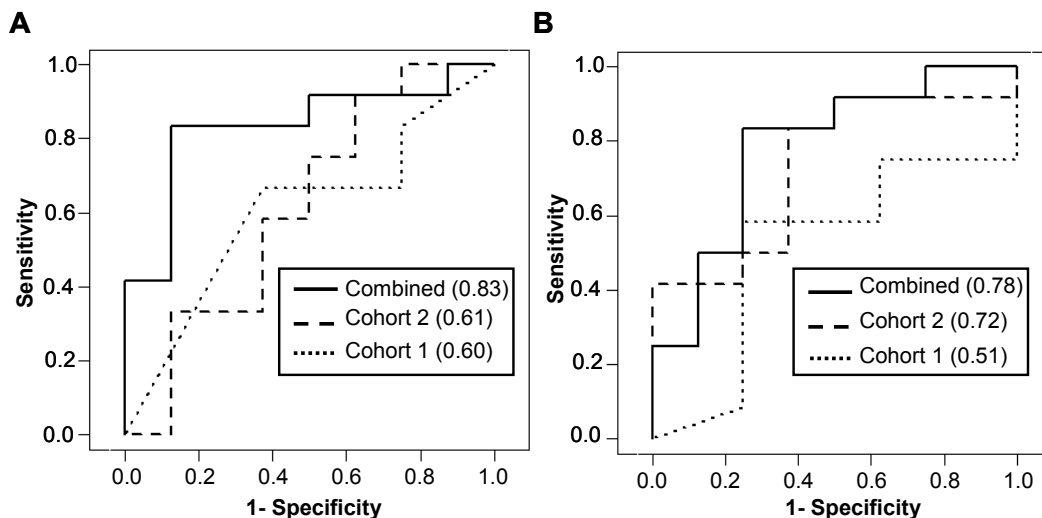 A
Sensitivity
1.0
0.8
0.6
0.4
0.2
0.0
Combined (0.83)
Cohort 2 (0.61)
Cohort 1 (0.60)
0.0 0.2 0.4 0.6 0.8 1.0
1- Specificity
B
Sensitivity
1.0
0.8
0.6
0.4
0.2
0.0
Combined (0.78)
Cohort 2 (0.72)
Cohort 1 (0.51)
0.0 0.2 0.4 0.6 0.8 1.0
1- Specificity